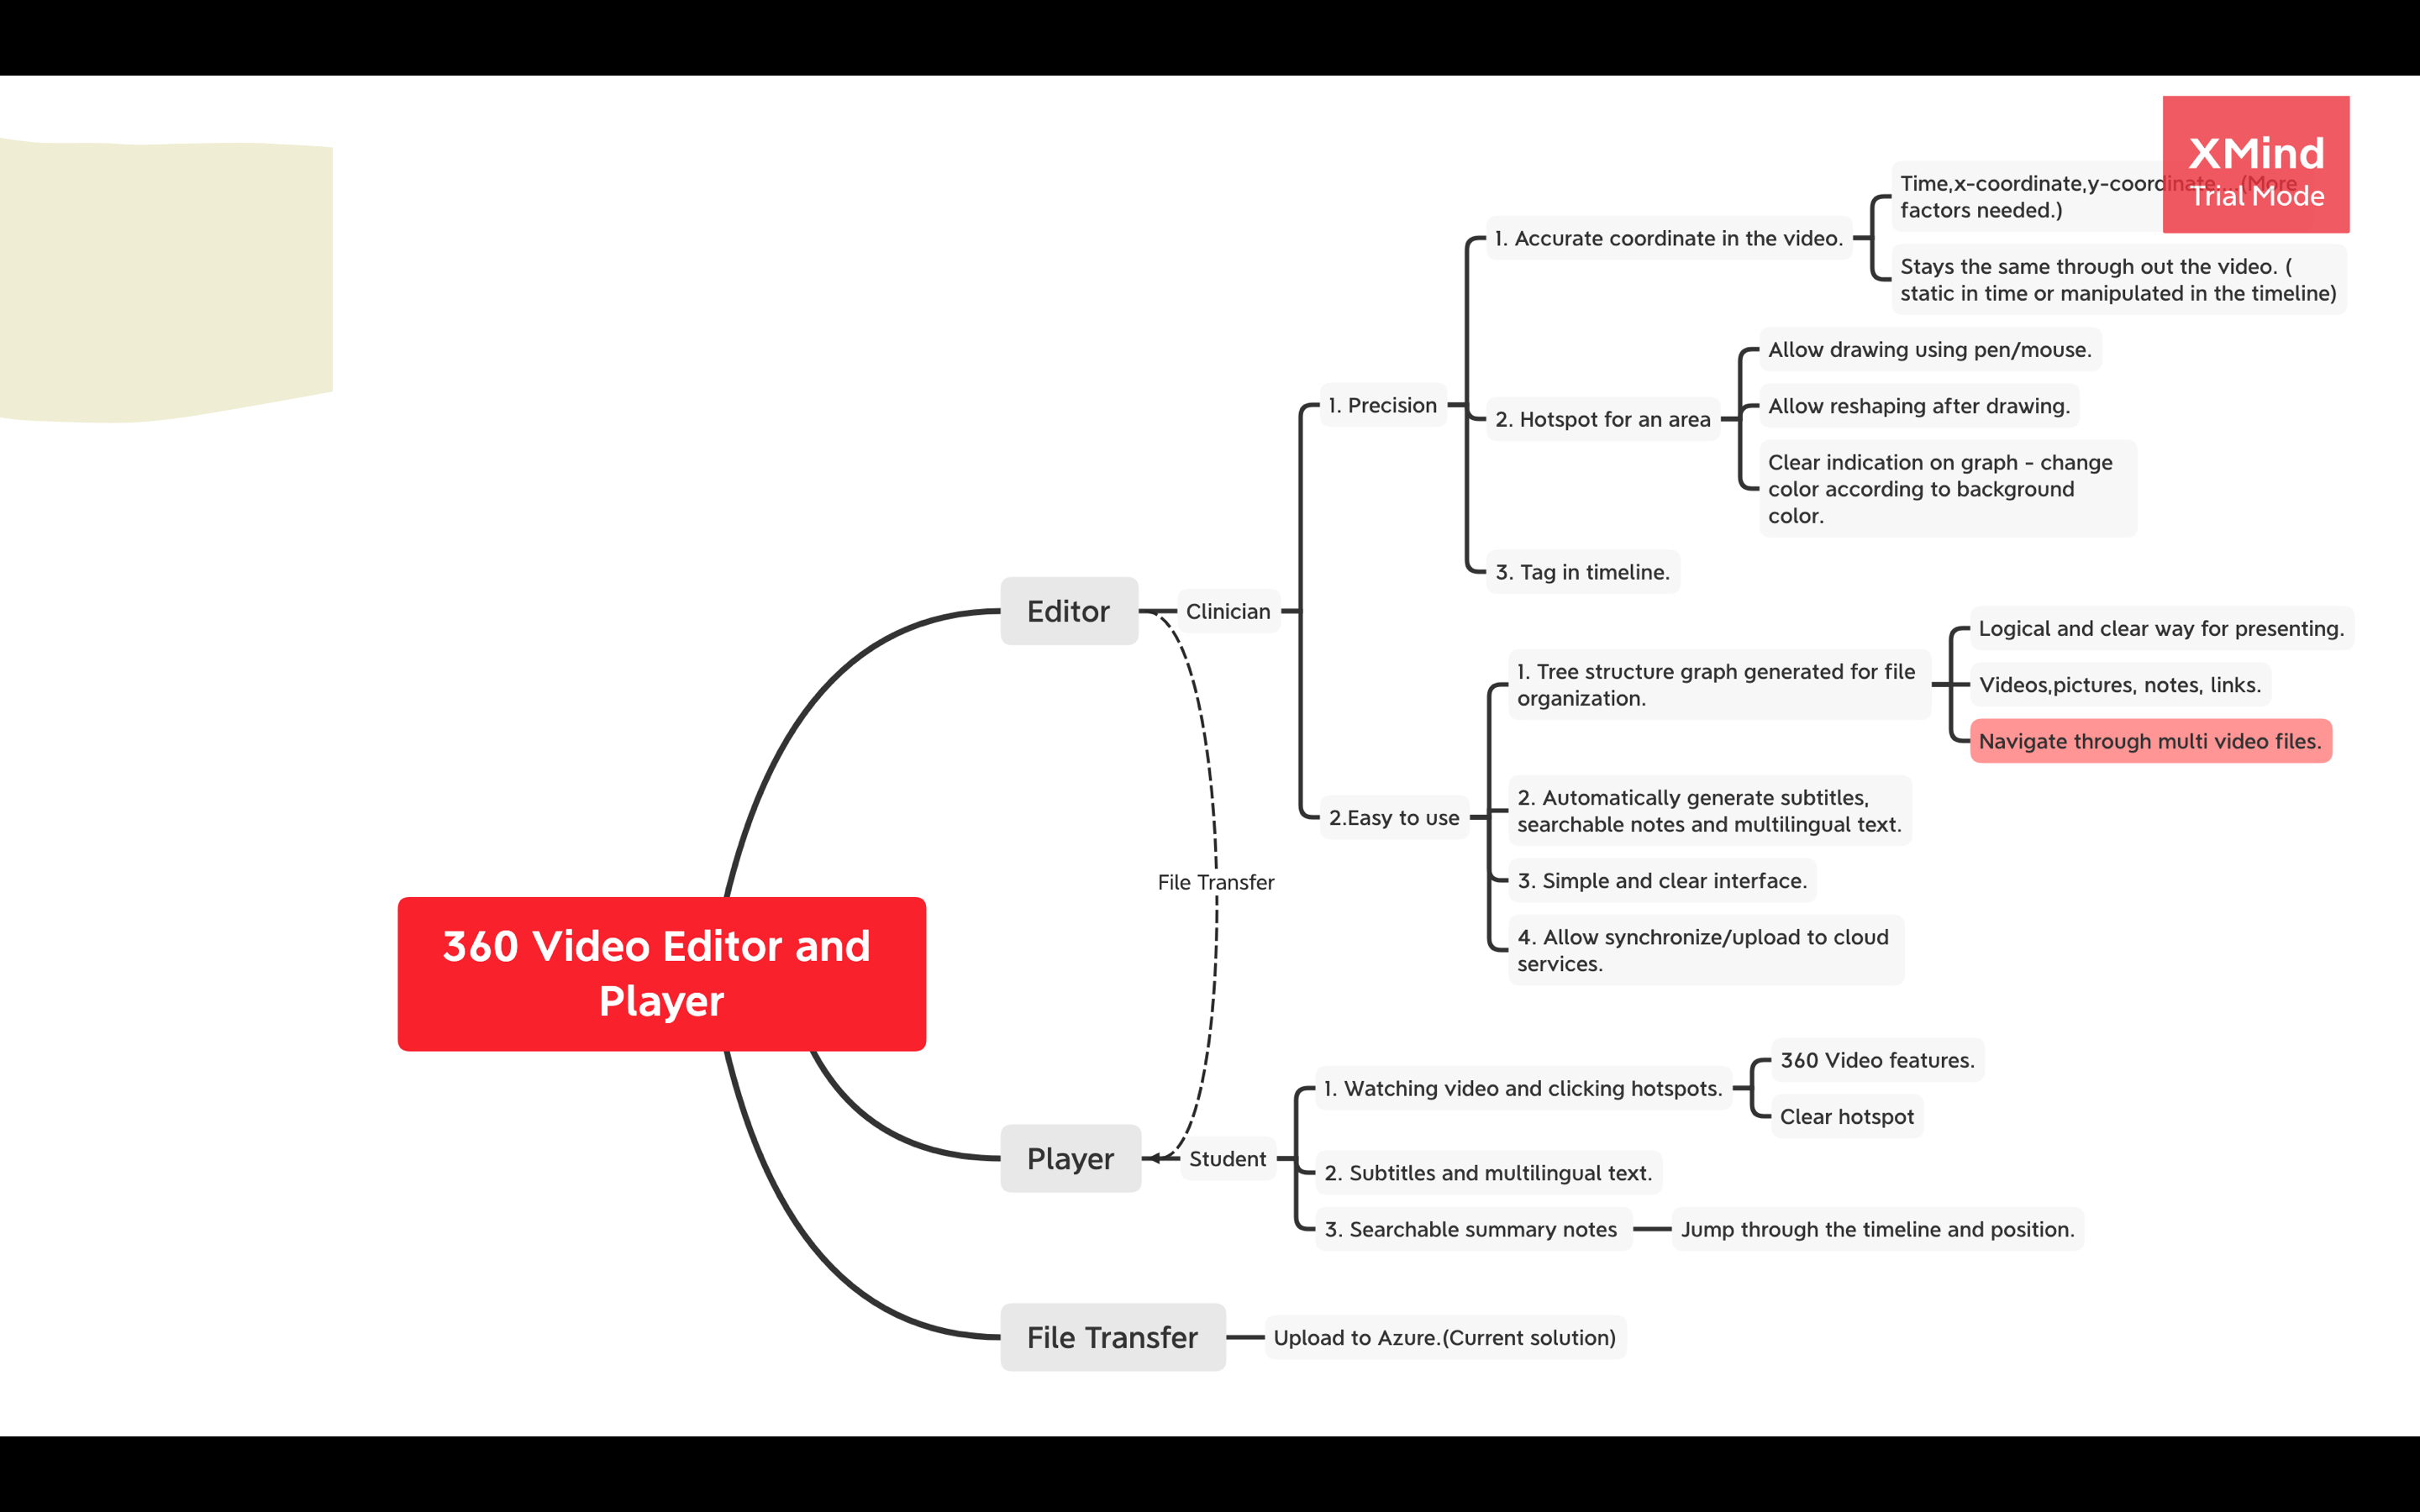 XMind
Trial Mode
Time,x-coordinate,y-coordinate....(More
factors needed.)
1. Accurate coordinate in the video.
Stays the same through out the video. (
static in time or manipulated in the timeline)
Allow drawing using pen/mouse.
1. Precision
2. Hotspot for an area
Allow reshaping after drawing.
Clear indication on graph - change
color according to background
color.
3. Tag in timeline.
Editor
Clinician
Logical and clear way for presenting.
1. Tree structure graph generated for file
organization.
Videos,pictures, notes, links.
Navigate through multi video files.
2.Easy to use
2. Automatically generate subtitles,
searchable notes and multilingual text.
3. Simple and clear interface.
4. Allow synchronize/upload to cloud
services.
File Transfer
360 Video Editor and
Player
Player
Student
1. Watching video and clicking hotspots.
360 Video features.
Clear hotspot
2. Subtitles and multilingual text.
3. Searchable summary notes
Jump through the timeline and position.
File Transfer
Upload to Azure.(Current solution)